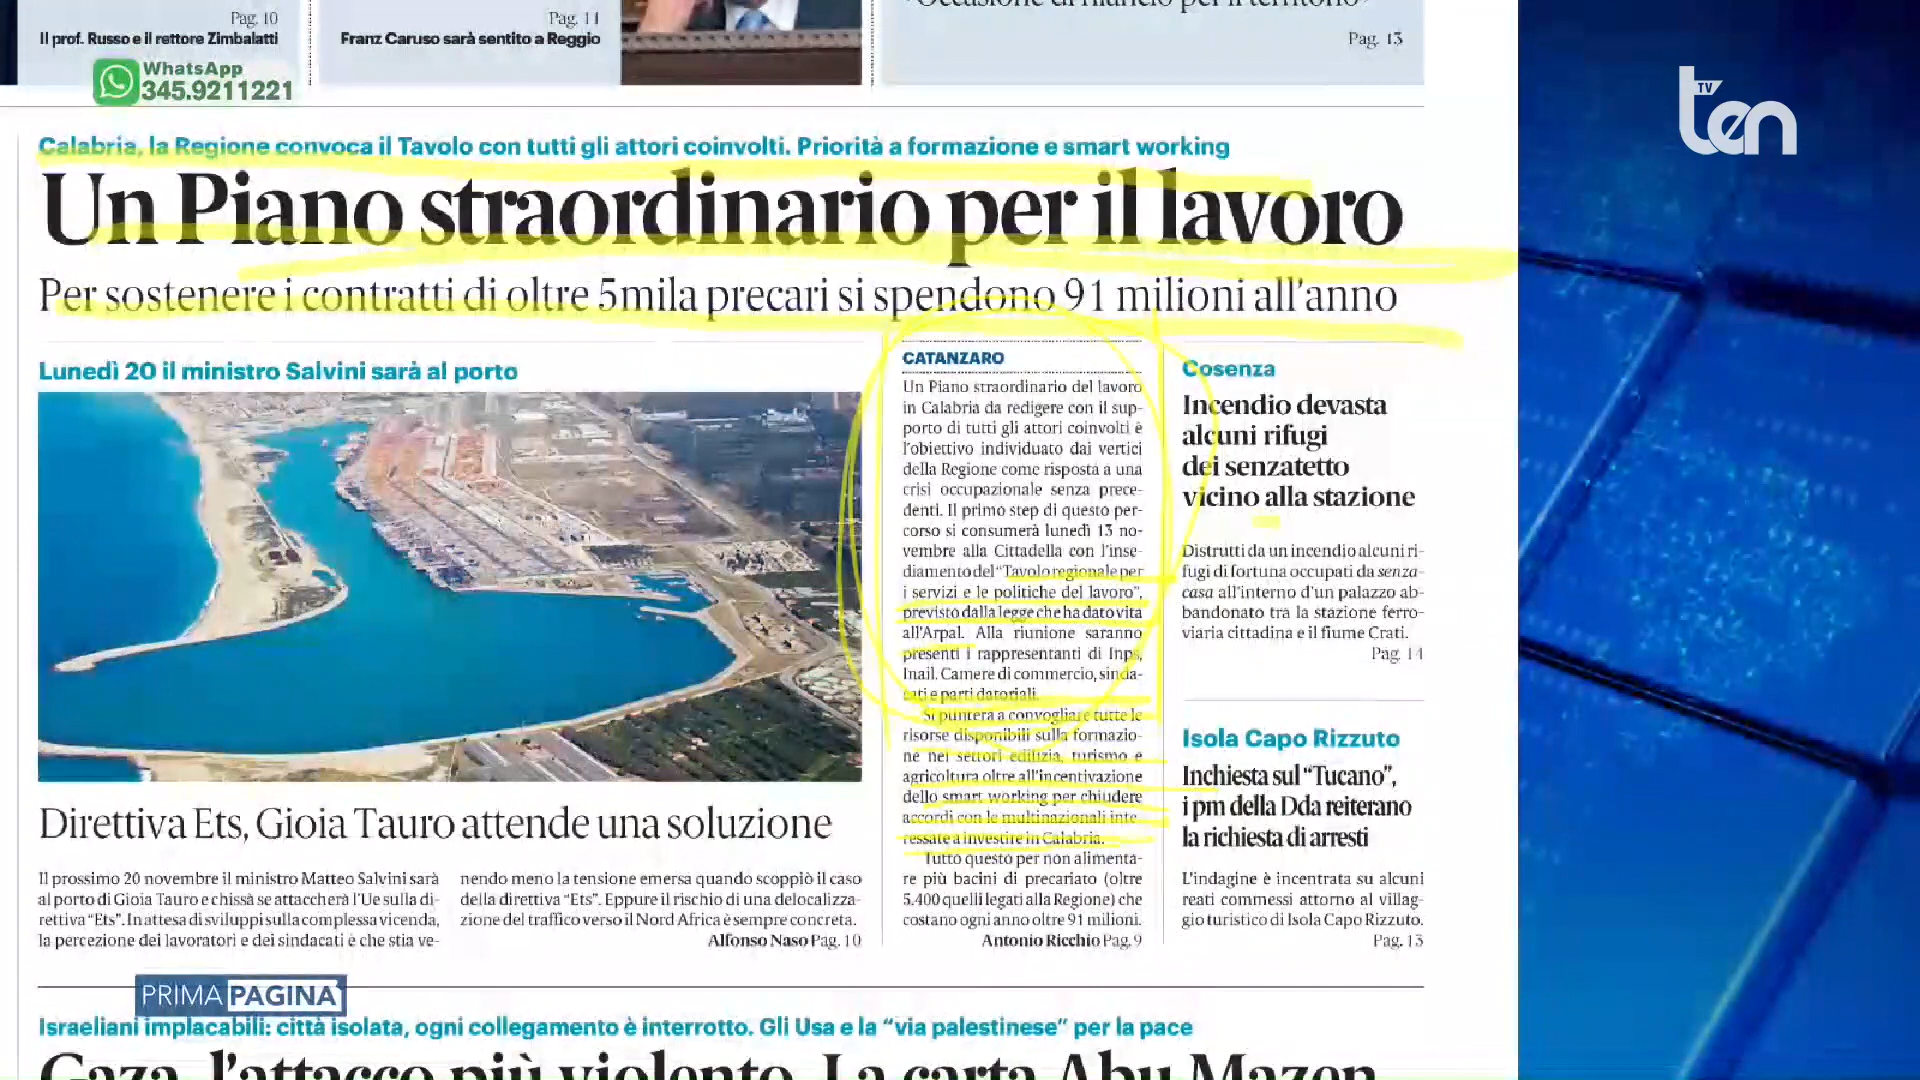 Pag. 10
Il prof. Russo e il rettore Zimbalatti
Pag. 11
Franz Caruso sarà sentito a Reggio
«Occasione di rilancio per il territorio»
Pag. 13
WhatsApp
345.9211221
TV
ten
Calabria, la Regione convoca il Tavolo con tutti gli attori coinvolti. Priorità a formazione e smart working
Un Piano straordinario per il lavoro
Per sostenere i contratti di oltre 5mila precari si spendono 91 milioni all'anno
Lunedì 20 il ministro Salvini sarà al porto
Direttiva Ets, Gioia Tauro attende una soluzione
Il prossimo 20 novembre il ministro Matteo Salvini sarà
al porto di Gioia Tauro e chissà se attaccherà l'Ue sulla di-
rettiva "Ets". In attesa di sviluppi sulla complessa vicenda,
la percezione dei lavoratori e dei sindacati è che stia ve-
nendo meno la tensione emersa quando scoppiò il caso
della direttiva "Ets". Eppure il rischio di una delocalizza-
zione del traffico verso il Nord Africa è sempre concreta.
Alfonso Naso Pag. 10
CATANZARO
Un Piano straordinario del lavoro
in Calabria da redigere con il sup-
porto di tutti gli attori coinvolti è
l'obiettivo individuato dai vertici
della Regione come risposta a una
crisi occupazionale senza prece-
denti. Il primo step di questo per-
corso si consumerà lunedì 13 no-
vembre alla Cittadella con l'inse-
diamento del "Tavolo regionale per
i servizi e le politiche del lavoro",
previsto dalla legge che ha dato vita
all'Arpal. Alla riunione saranno
presenti i rappresentanti di Inps,
Inail, Camere di commercio, sinda-
cati e parti datoriali.
Si punterà a convogliare tutte le
risorse disponibili sulla formazio-
ne nei settori edilizia, turismo e
agricoltura oltre all'incentivazione
dello smart working per chiudere
accordi con le multinazionali inte-
ressate a investire in Calabria.
Tutto questo per non alimenta-
re più bacini di precariato (oltre
5.400 quelli legati alla Regione) che
costano ogni anno oltre 91 milioni.
Antonio Ricchio Pag. 9
Cosenza
Incendio devasta
alcuni rifugi
dei senzatetto
vicino alla stazione
Distrutti da un incendio alcuni ri-
fugi di fortuna occupati da senza-
casa all'interno d'un palazzo ab-
bandonato tra la stazione ferro-
viaria cittadina e il fiume Crati.
Pag. 14
Isola Capo Rizzuto
Inchiesta sul "Tucano",
i pm della Dda reiterano
la richiesta di arresti
L'indagine è incentrata su alcuni
reati commessi attorno al villag-
gio turistico di Isola Capo Rizzuto.
Pag. 13
PRIMA PAGINA
Israeliani implacabili: città isolata, ogni collegamento è interrotto. Gli Usa e la "via palestinese" per la pace
Gaza, l'attacco più violento. La carta Abu Mazen